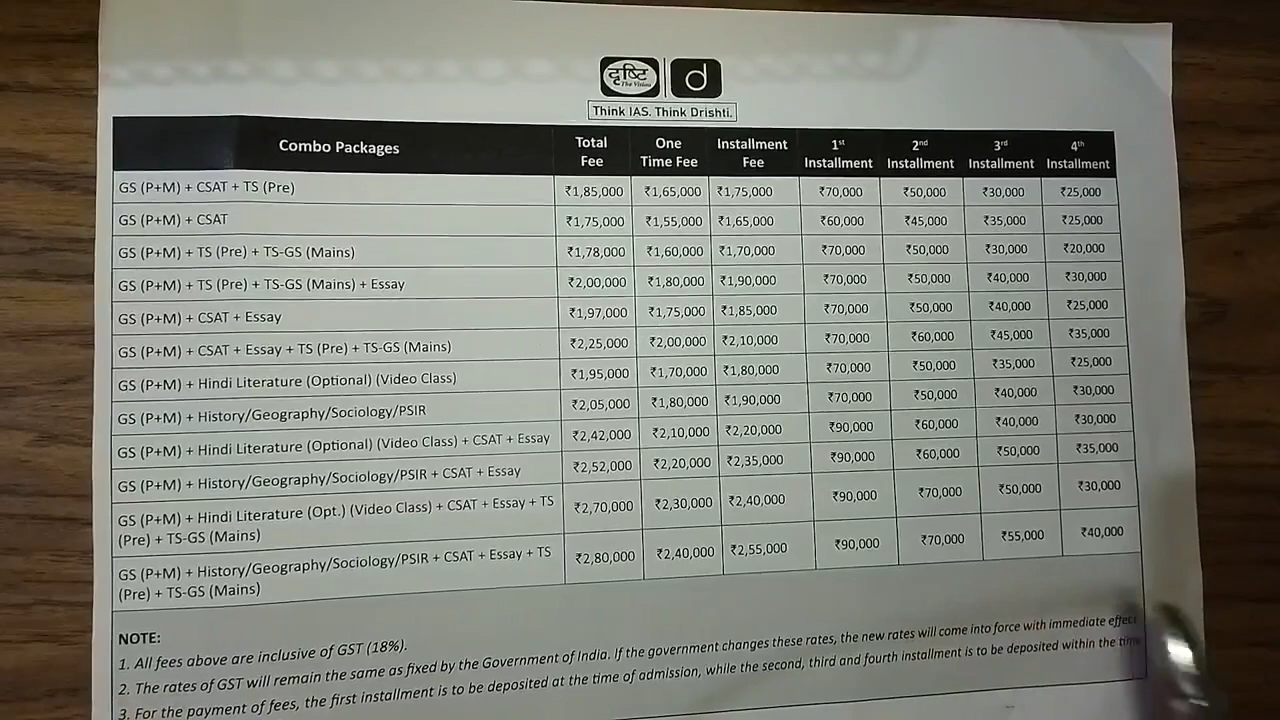 दृष्टि
The Vision
d
Think IAS. Think Drishti.
Combo Packages Total Fee One Time Fee Installment Fee 1st Installment 2nd Installment 3rd Installment 4th Installment
GS (P+M) + CSAT + TS (Pre) ₹1,85,000 ₹1,65,000 ₹1,75,000 ₹70,000 ₹50,000 ₹30,000 ₹25,000
GS (P+M) + CSAT ₹1,75,000 ₹1,55,000 ₹1,65,000 ₹60,000 ₹45,000 ₹35,000 ₹25,000
GS (P+M) + TS (Pre) + TS-GS (Mains) ₹1,78,000 ₹1,60,000 ₹1,70,000 ₹70,000 ₹50,000 ₹30,000 ₹20,000
GS (P+M) + TS (Pre) + TS-GS (Mains) + Essay ₹2,00,000 ₹1,80,000 ₹1,90,000 ₹70,000 ₹50,000 ₹40,000 ₹30,000
GS (P+M) + CSAT + Essay ₹1,97,000 ₹1,75,000 ₹1,85,000 ₹70,000 ₹50,000 ₹40,000 ₹25,000
GS (P+M) + CSAT + Essay + TS (Pre) + TS-GS (Mains) ₹2,25,000 ₹2,00,000 ₹2,10,000 ₹70,000 ₹60,000 ₹45,000 ₹35,000
GS (P+M) + Hindi Literature (Optional) (Video Class) ₹1,95,000 ₹1,70,000 ₹1,80,000 ₹70,000 ₹50,000 ₹35,000 ₹25,000
GS (P+M) + History/Geography/Sociology/PSIR ₹2,05,000 ₹1,80,000 ₹1,90,000 ₹70,000 ₹50,000 ₹40,000 ₹30,000
GS (P+M) + Hindi Literature (Optional) (Video Class) + CSAT + Essay ₹2,42,000 ₹2,10,000 ₹2,20,000 ₹90,000 ₹60,000 ₹40,000 ₹30,000
GS (P+M) + History/Geography/Sociology/PSIR + CSAT + Essay ₹2,52,000 ₹2,20,000 ₹2,35,000 ₹90,000 ₹60,000 ₹50,000 ₹35,000
GS (P+M) + Hindi Literature (Opt.) (Video Class) + CSAT + Essay + TS
(Pre) + TS-GS (Mains) ₹2,70,000 ₹2,30,000 ₹2,40,000 ₹90,000 ₹70,000 ₹50,000 ₹30,000
GS (P+M) + History/Geography/Sociology/PSIR + CSAT + Essay + TS
(Pre) + TS-GS (Mains) ₹2,80,000 ₹2,40,000 ₹2,55,000 ₹90,000 ₹70,000 ₹55,000 ₹40,000
NOTE:
1. All fees above are inclusive of GST (18%).
2. The rates of GST will remain the same as fixed by the Government of India. If the government changes these rates, the new rates will come into force with immediate effect
3. For the payment of fees, the first installment is to be deposited at the time of admission, while the second, third and fourth installment is to be deposited within the time